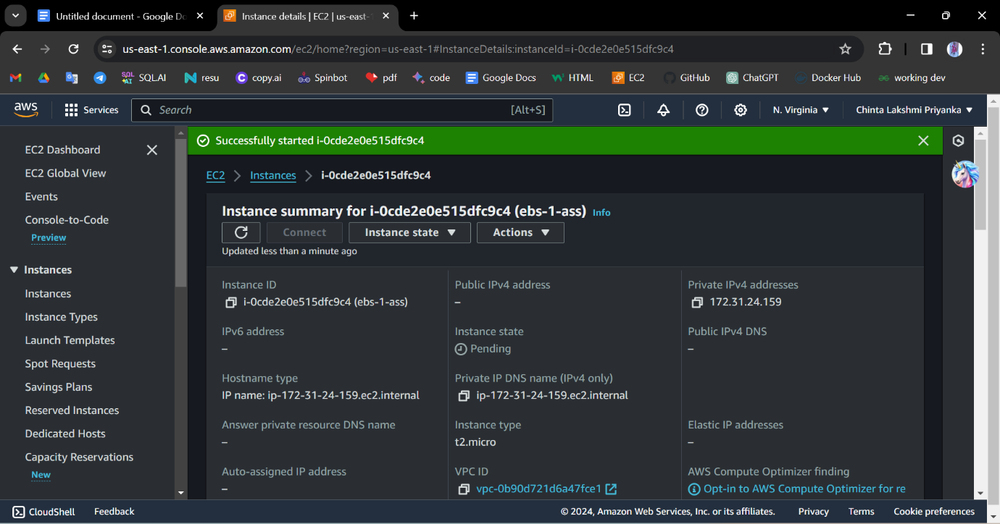 Untitled document - Google Do
Instance details | EC2 | us-east-
us-east-1.console.aws.amazon.com/ec2/home?region=us-east-1#InstanceDetails:instanceId=i-0cde2e0e515dfc9c4
SQL AI SQL.AI resu copy.ai Spinbot pdf code Google Docs HTML EC2 GitHub ChatGPT Docker Hub working dev
aws Services Search [Alt+S] N. Virginia Chinta Lakshmi Priyanka
EC2 Dashboard
EC2 Global View
Events
Console-to-Code
Preview
Instances
Instances
Instance Types
Launch Templates
Spot Requests
Savings Plans
Reserved Instances
Dedicated Hosts
Capacity Reservations
New
Successfully started i-0cde2e0e515dfc9c4
EC2 > Instances > i-0cde2e0e515dfc9c4
Instance summary for i-0cde2e0e515dfc9c4 (ebs-1-ass) Info
Connect Instance state Actions
Updated less than a minute ago
Instance ID
i-0cde2e0e515dfc9c4 (ebs-1-ass)
Public IPv4 address
–
Private IPv4 addresses
172.31.24.159
IPv6 address
–
Instance state
Pending
Public IPv4 DNS
–
Hostname type
IP name: ip-172-31-24-159.ec2.internal
Private IP DNS name (IPv4 only)
ip-172-31-24-159.ec2.internal
Answer private resource DNS name
–
Instance type
t2.micro
Elastic IP addresses
–
Auto-assigned IP address
–
VPC ID
vpc-0b90d721d6a47fce1
AWS Compute Optimizer finding
Opt-in to AWS Compute Optimizer for re
CloudShell Feedback © 2024, Amazon Web Services, Inc. or its affiliates. Privacy Terms Cookie preferences